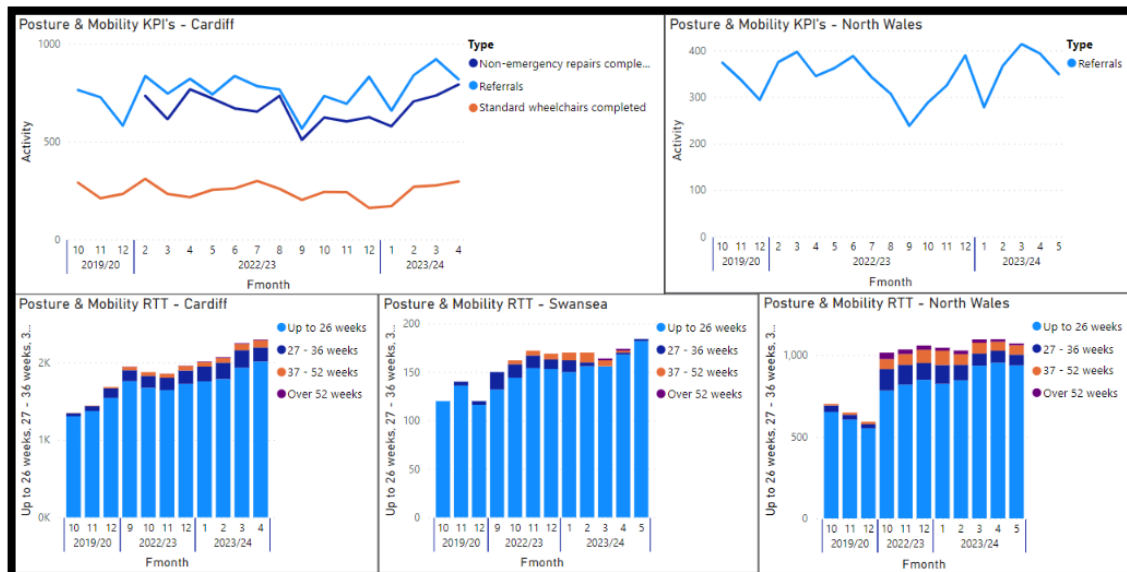 Posture & Mobility KPI's - Cardiff
1000
500
0
Activity
Type
Non-emergency repairs comple...
Referrals
Standard wheelchairs completed
10 11 12 2 3 4 5 6 7 8 9 10 11 12 1 2 3 4
2019/20 2022/23 2023/24
Fmonth
Posture & Mobility KPI's - North Wales
400
300
200
100
0
Activity
Type
Referrals
10 11 12 2 3 4 5 6 7 8 9 10 11 12 1 2 3 4 5
2019/20 2022/23 2023/24
Fmonth
Posture & Mobility RTT - Cardiff
Up to 26 weeks, 27 - 36 weeks, 3...
2K
1K
0K
Up to 26 weeks
27 - 36 weeks
37 - 52 weeks
Over 52 weeks
10 11 12 9 10 11 12 1 2 3 4
2019/20 2022/23 2023/24
Fmonth
Posture & Mobility RTT - Swansea
Up to 26 weeks, 27 - 36 weeks, 3...
200
150
100
50
0
Up to 26 weeks
27 - 36 weeks
37 - 52 weeks
Over 52 weeks
10 11 12 9 10 11 12 1 2 3 4 5
2019/20 2022/23 2023/24
Fmonth
Posture & Mobility RTT - North Wales
Up to 26 weeks, 27 - 36 weeks, 3...
1,000
500
0
Up to 26 weeks
27 - 36 weeks
37 - 52 weeks
Over 52 weeks
10 11 12 10 11 12 1 2 3 4 5
2019/20 2022/23 2023/24
Fmonth